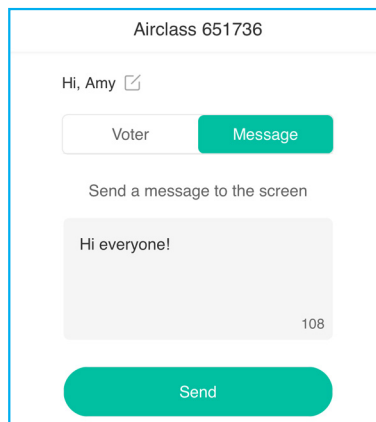 Airclass 651736
Hi, Amy
Voter Message
Send a message to the screen
Hi everyone!
108
Send